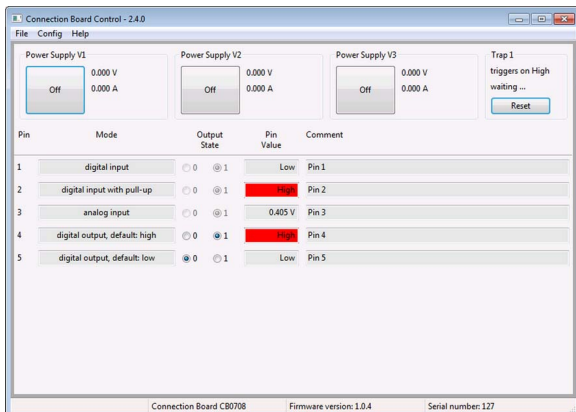 Connection Board Control - 2.4.0
File Config Help
Power Supply V1 Power Supply V2 Power Supply V3 Trap 1
Off 0.000 V 0.000 A Off 0.000 V 0.000 A Off 0.000 V 0.000 A triggers on High waiting ... Reset
Pin Mode Output State Pin Value Comment
1 digital input 0 1 Low Pin 1
2 digital input with pull-up 0 1 High Pin 2
3 analog input 0 1 0.405 V Pin 3
4 digital output, default: high 0 1 High Pin 4
5 digital output, default: low 0 1 Low Pin 5
Connection Board CB0708 Firmware version: 1.0.4 Serial number: 127